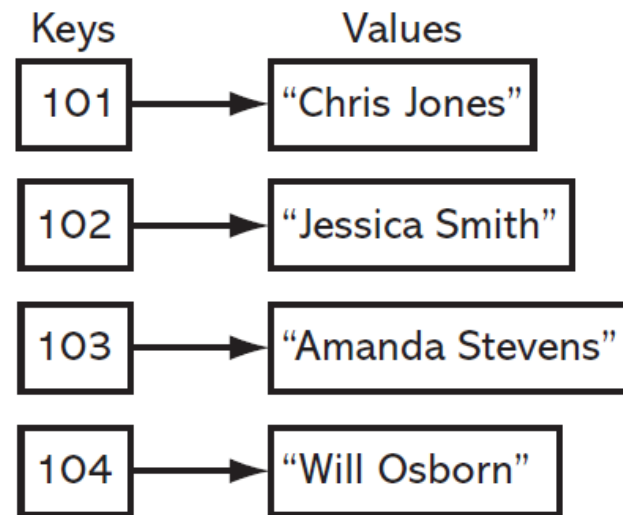 Keys Values
101 “Chris Jones”
102 “Jessica Smith”
103 “Amanda Stevens”
104 “Will Osborn”